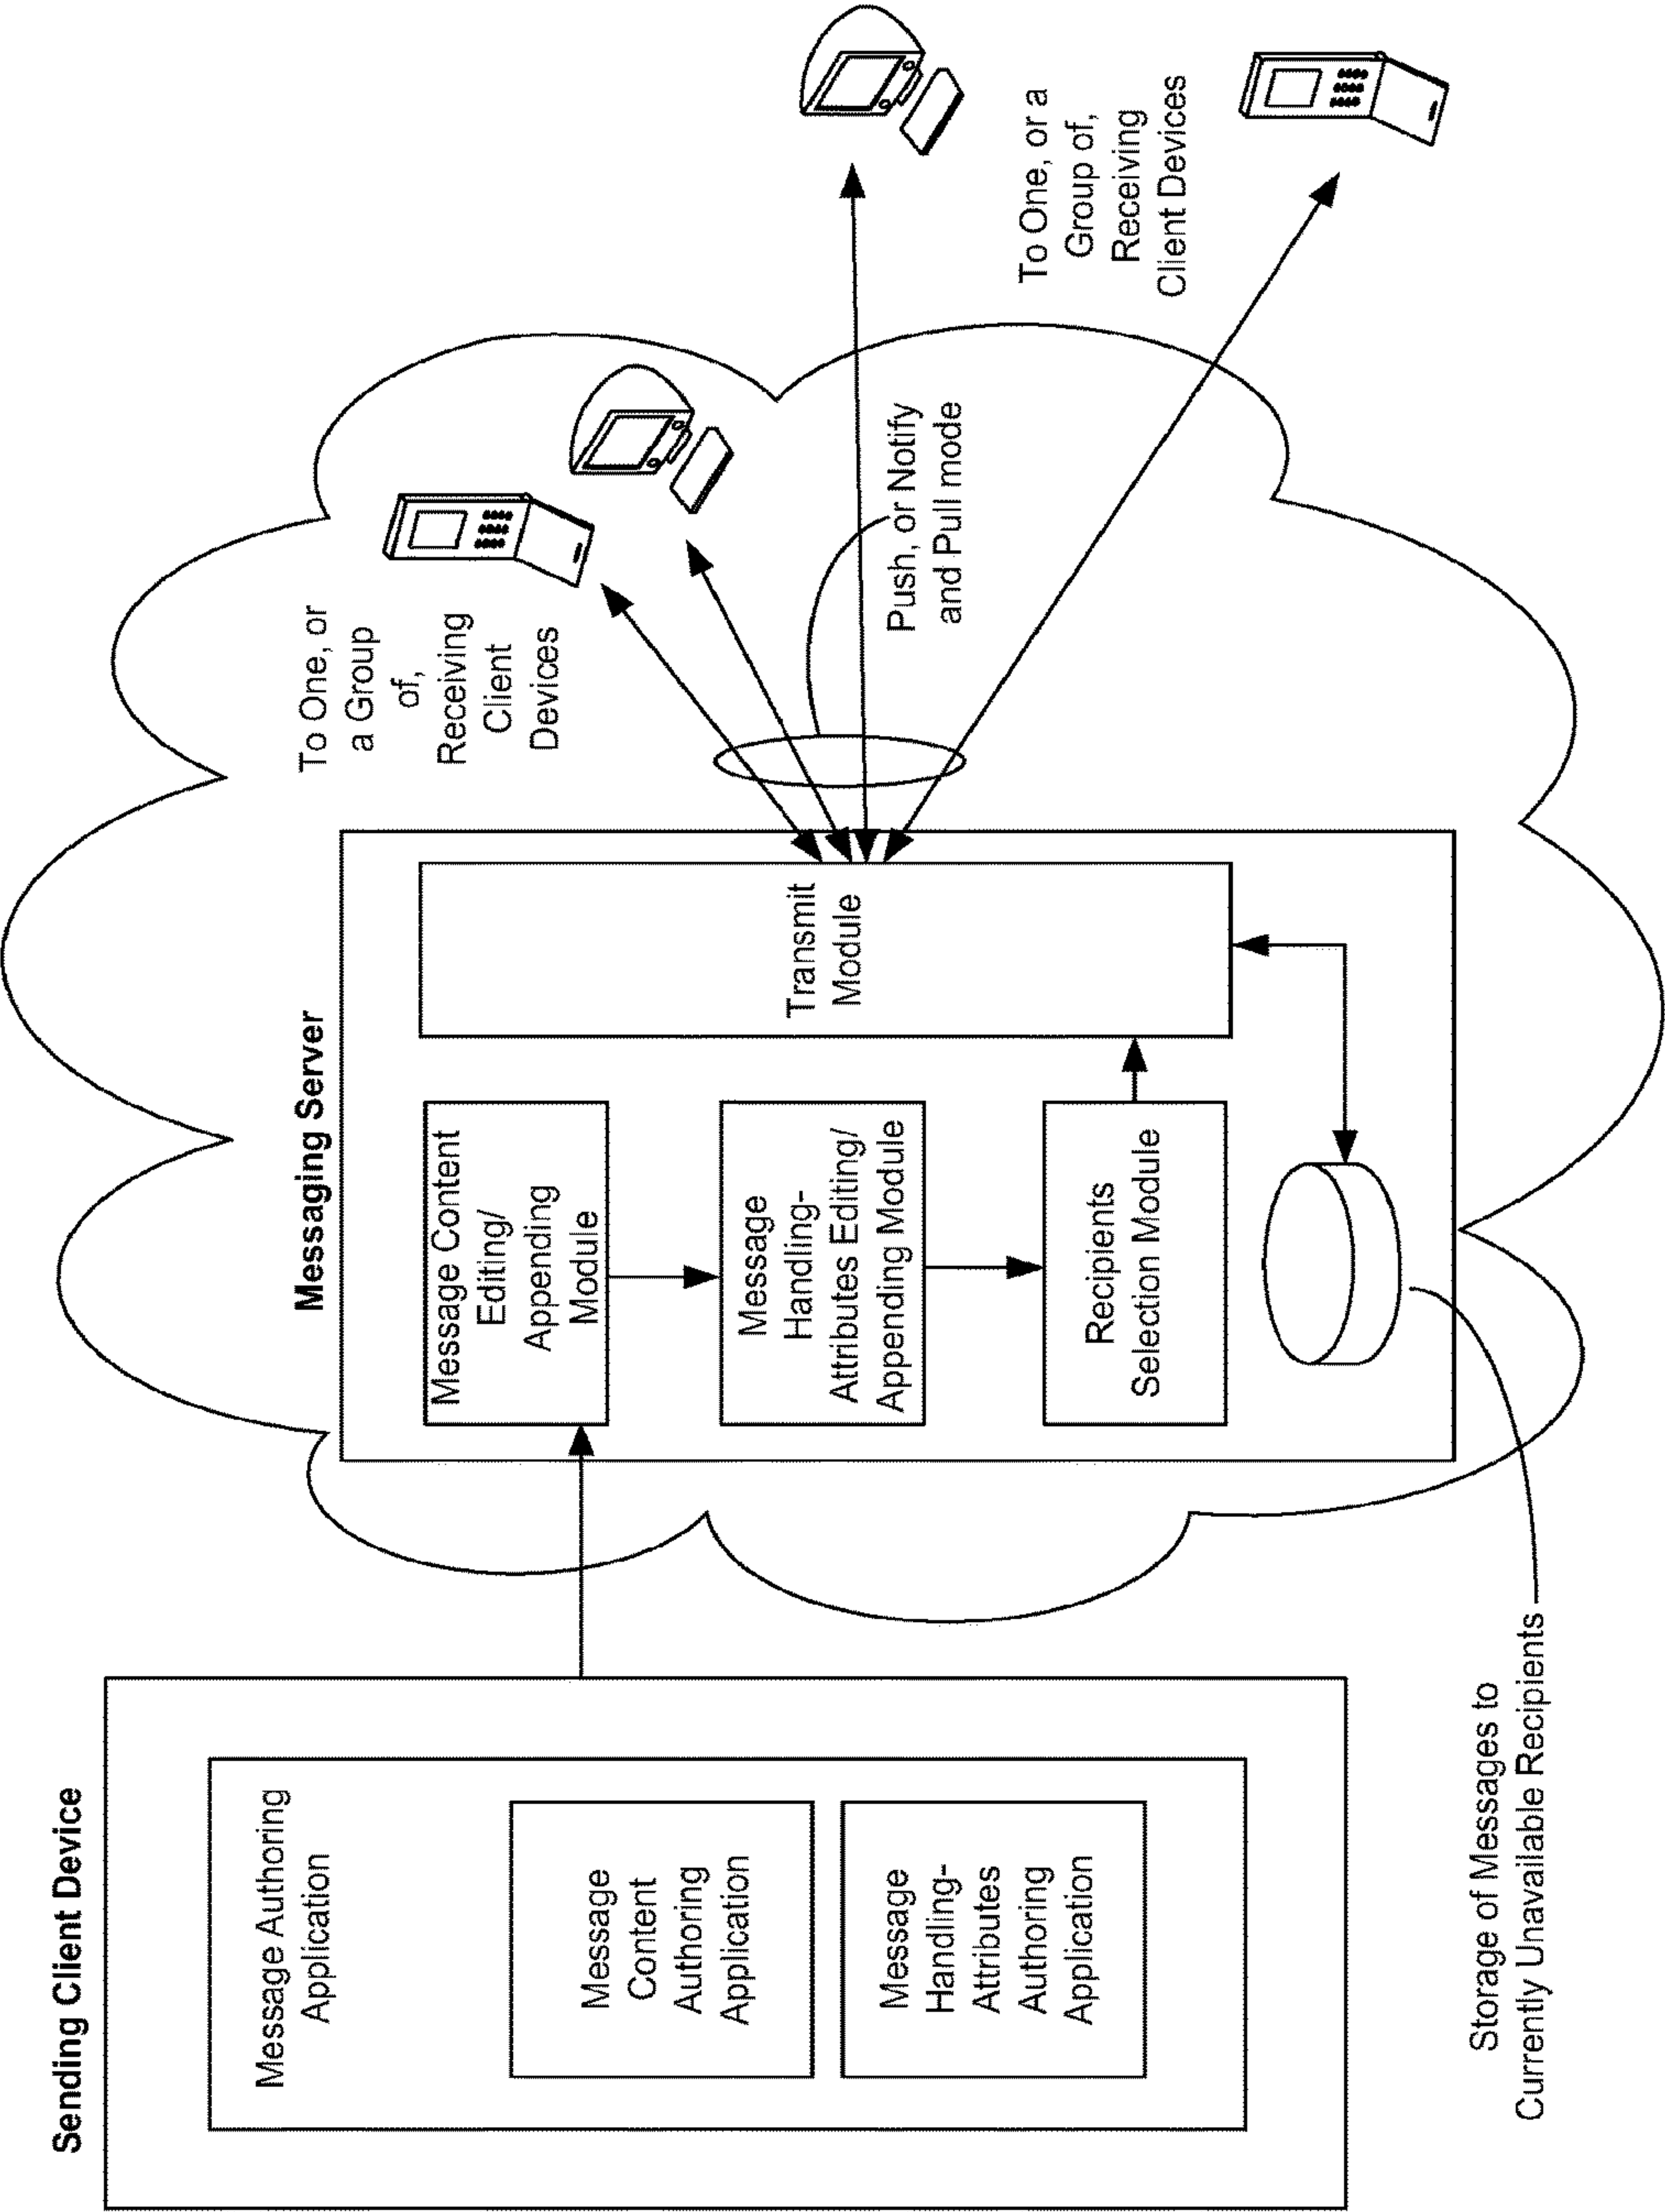 Sending Client Device
Message Authoring
Application
Message
Content
Authoring
Application
Message
Handling-
Attributes
Authoring
Application
Storage of Messages to
Currently Unavailable Recipients
Messaging Server
Message Content
Editing/
Appending
Module
Message
Handling-
Attributes Editing/
Appending Module
Recipients
Selection Module
Transmit
Module
To One, or
a Group
of,
Receiving
Client
Devices
Push, or Notify
and Pull mode
To One, or a
Group of,
Receiving
Client Devices